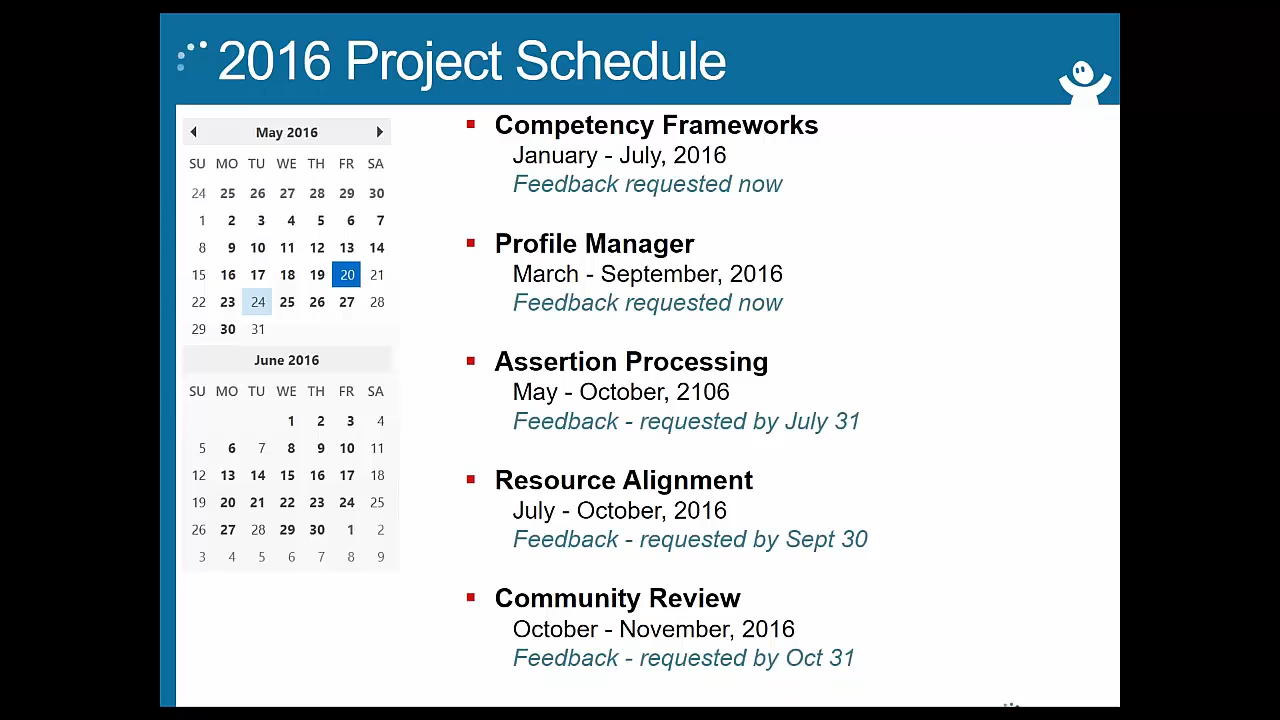 2016 Project Schedule
May 2016
SU MO TU WE TH FR SA
24 25 26 27 28 29 30
1 2 3 4 5 6 7
8 9 10 11 12 13 14
15 16 17 18 19 20 21
22 23 24 25 26 27 28
29 30 31
June 2016
SU MO TU WE TH FR SA
1 2 3 4
5 6 7 8 9 10 11
12 13 14 15 16 17 18
19 20 21 22 23 24 25
26 27 28 29 30 1 2
3 4 5 6 7 8 9
Competency Frameworks
January - July, 2016
Feedback requested now
Profile Manager
March - September, 2016
Feedback requested now
Assertion Processing
May - October, 2106
Feedback - requested by July 31
Resource Alignment
July - October, 2016
Feedback - requested by Sept 30
Community Review
October - November, 2016
Feedback - requested by Oct 31